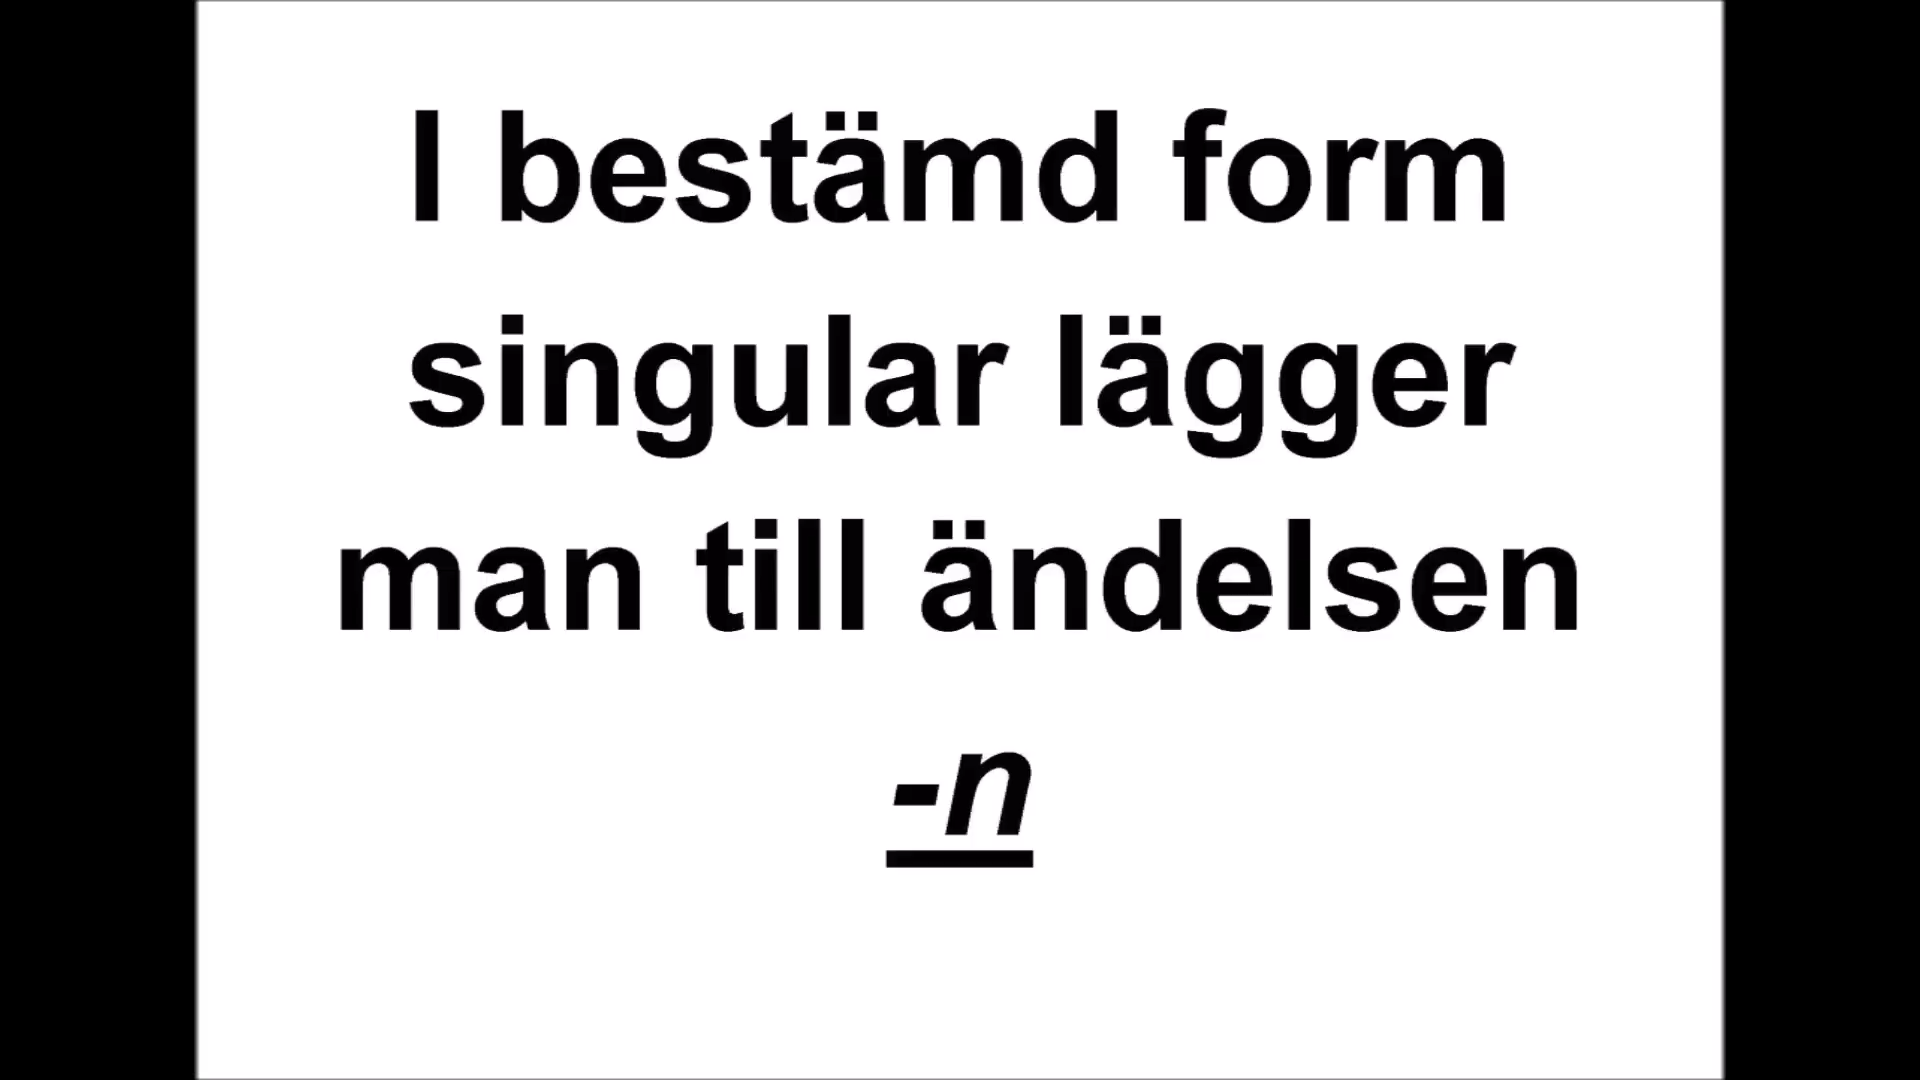 I bestämd form
singular lägger
man till ändelsen
-n